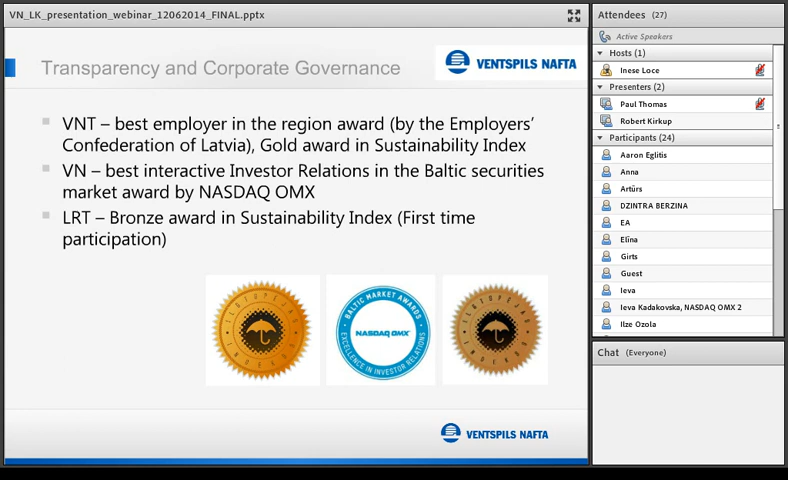 VN_LK_presentation_webinar_12062014_FINAL.pptx
Transparency and Corporate Governance
VENTSPILS NAFTA
VNT – best employer in the region award (by the Employers’
Confederation of Latvia), Gold award in Sustainability Index
VN – best interactive Investor Relations in the Baltic securities
market award by NASDAQ OMX
LRT – Bronze award in Sustainability Index (First time
participation)
BALTIC MARKET AWARDS
NASDAQ OMX
EXCELLENCE IN INVESTOR RELATIONS
VENTSPILS NAFTA
Attendees (27)
Active Speakers
Hosts (1)
Inese Loce
Presenters (2)
Paul Thomas
Robert Kirkup
Participants (24)
Aaron Eglitis
Anna
Artūrs
DZINTRA BERZINA
EA
Elīna
Girts
Guest
Ieva
Ieva Kadakovska, NASDAQ OMX 2
Ilze Ozola
Chat (Everyone)